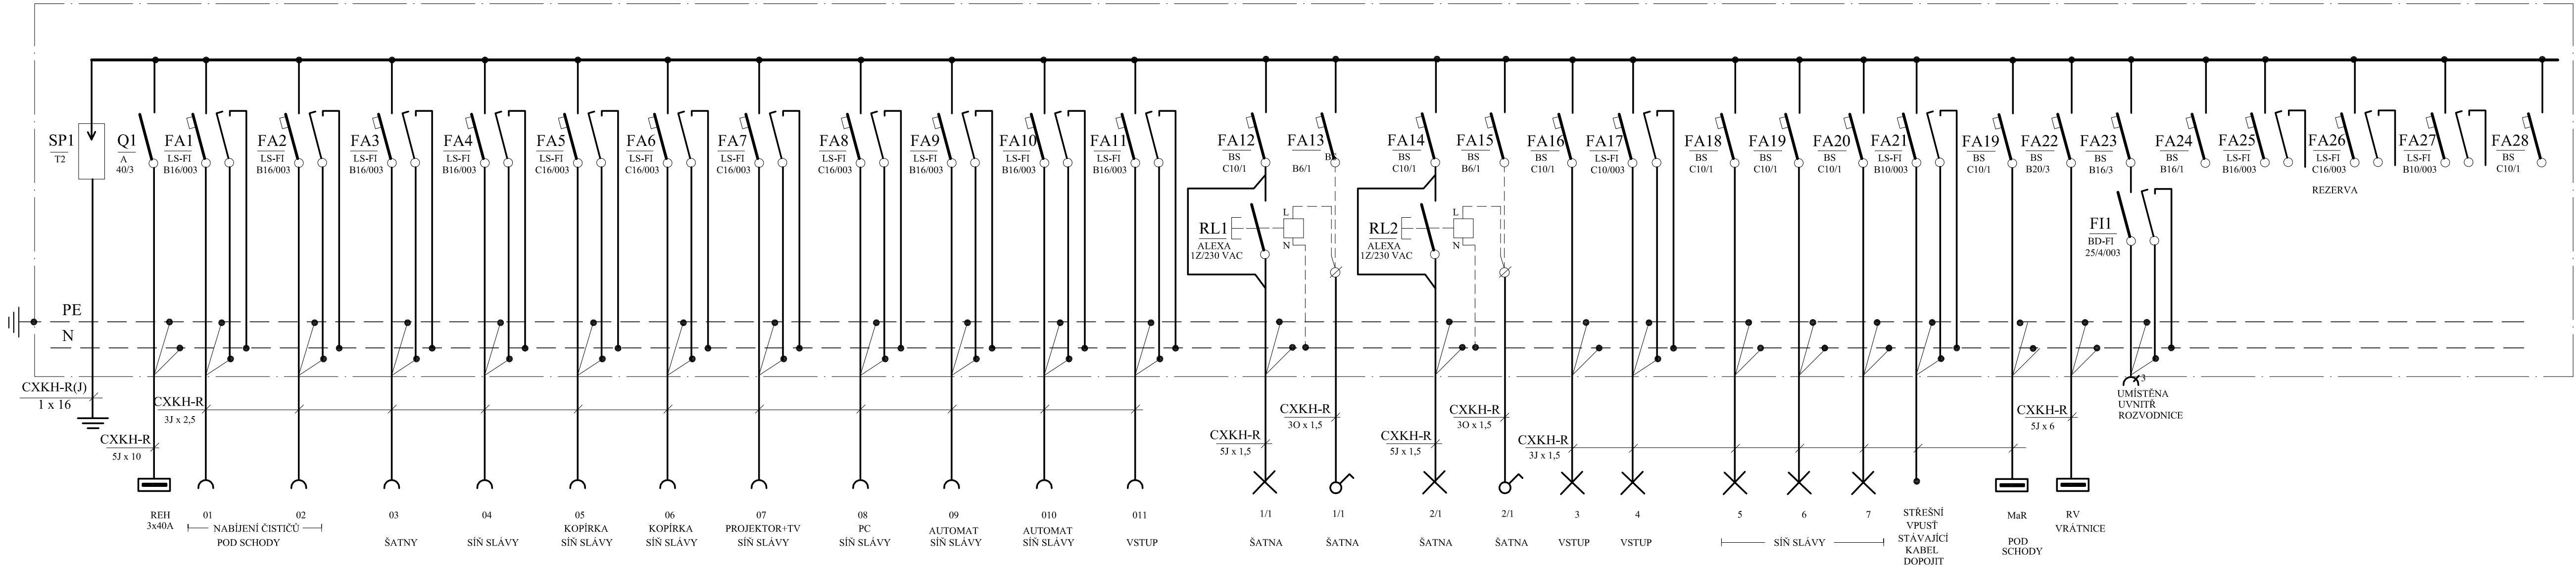 SP1
T2
Q1
A
40/3
FA1
LS-FI
B16/003
FA2
LS-FI
B16/003
FA3
LS-FI
B16/003
FA4
LS-FI
B16/003
FA5
LS-FI
C16/003
FA6
LS-FI
C16/003
FA7
LS-FI
C16/003
FA8
LS-FI
C16/003
FA9
LS-FI
B16/003
FA10
LS-FI
B16/003
FA11
LS-FI
B16/003
FA12
BS
C10/1
FA13
BS
B6/1
FA14
BS
C10/1
FA15
BS
B6/1
FA16
BS
C10/1
FA17
LS-FI
C10/003
FA18
BS
C10/1
FA19
BS
C10/1
FA20
BS
C10/1
FA21
LS-FI
B10/003
FA19
BS
C10/1
FA22
BS
B20/3
FA23
BS
B16/3
FA24
BS
B16/1
FA25
LS-FI
B16/003
FA26
LS-FI
C16/003
FA27
LS-FI
B10/003
FA28
BS
C10/1
REZERVA
RL1
ALEXA
1Z/230 VAC
L
N
RL2
ALEXA
1Z/230 VAC
L
N
FI1
BD-FI
25/4/003
PE
N
CXKH-R(J)
1 x 16
CXKH-R
5J x 10
CXKH-R
3J x 2,5
CXKH-R
5J x 1,5
CXKH-R
3O x 1,5
CXKH-R
5J x 1,5
CXKH-R
3O x 1,5
CXKH-R
3J x 1,5
CXKH-R
5J x 6
3
UMÍSTĚNA
UVNITŘ
ROZVODNICE
REH
3x40A
01
02
NABÍJENÍ ČISTIČŮ
POD SCHODY
03
ŠATNY
04
SÍŇ SLÁVY
05
KOPÍRKA
SÍŇ SLÁVY
06
KOPÍRKA
SÍŇ SLÁVY
07
PROJEKTOR+TV
SÍŇ SLÁVY
08
PC
SÍŇ SLÁVY
09
AUTOMAT
SÍŇ SLÁVY
010
AUTOMAT
SÍŇ SLÁVY
011
VSTUP
1/1
ŠATNA
1/1
ŠATNA
2/1
ŠATNA
2/1
ŠATNA
3
VSTUP
4
VSTUP
5
6
7
SÍŇ SLÁVY
STŘEŠNÍ
VPUSŤ
STÁVAJÍCÍ
KABEL
DOPOJIT
MaR
POD
SCHODY
RV
VRÁTNICE